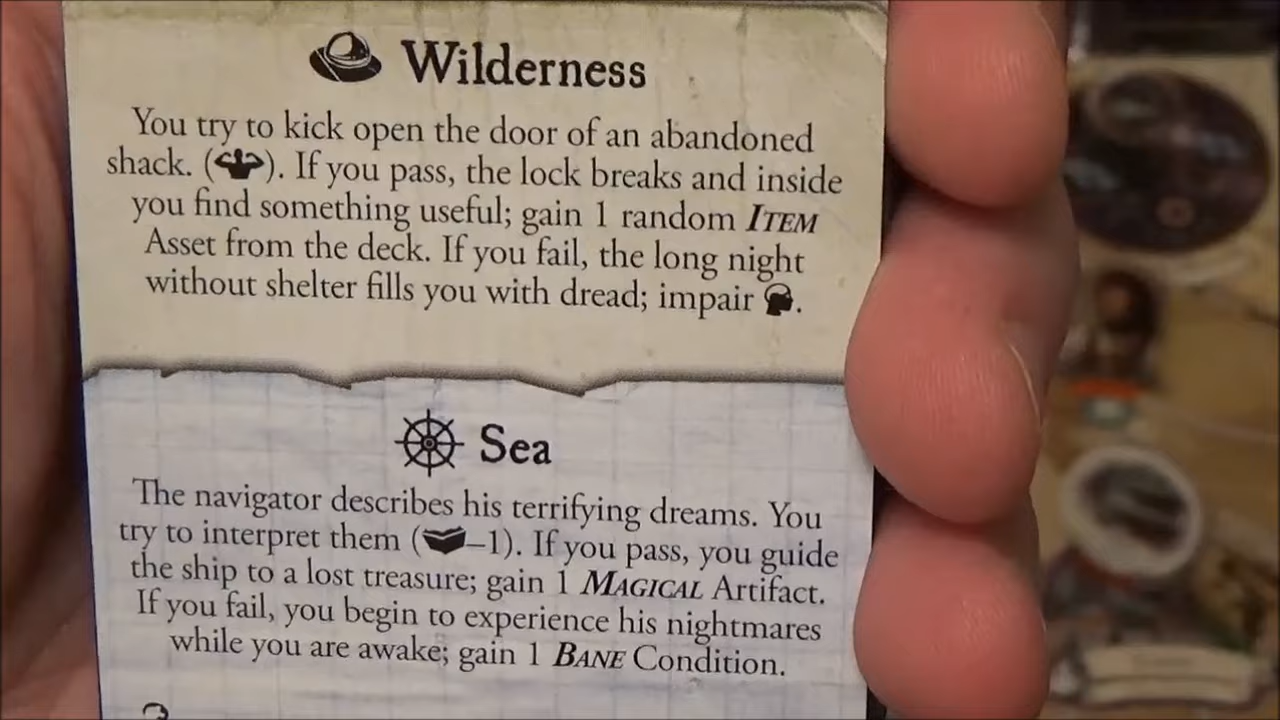 Wilderness
You try to kick open the door of an abandoned
shack. (). If you pass, the lock breaks and inside
you find something useful; gain 1 random ITEM
Asset from the deck. If you fail, the long night
without shelter fills you with dread; impair .
Sea
The navigator describes his terrifying dreams. You
try to interpret them (–1). If you pass, you guide
the ship to a lost treasure; gain 1 MAGICAL Artifact.
If you fail, you begin to experience his nightmares
while you are awake; gain 1 BANE Condition.